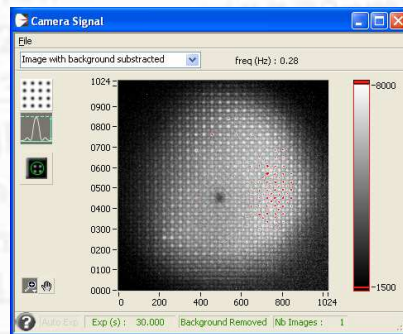 Camera Signal
File
Image with background substracted
freq (Hz) : 0.28
1024
0900
0800
0700
0600
0500
0400
0300
0200
0100
0000
0 200 400 600 800 1024
8000
1500
Auto Exp Exp (s) : 30.000 Background Removed Nb Images : 1